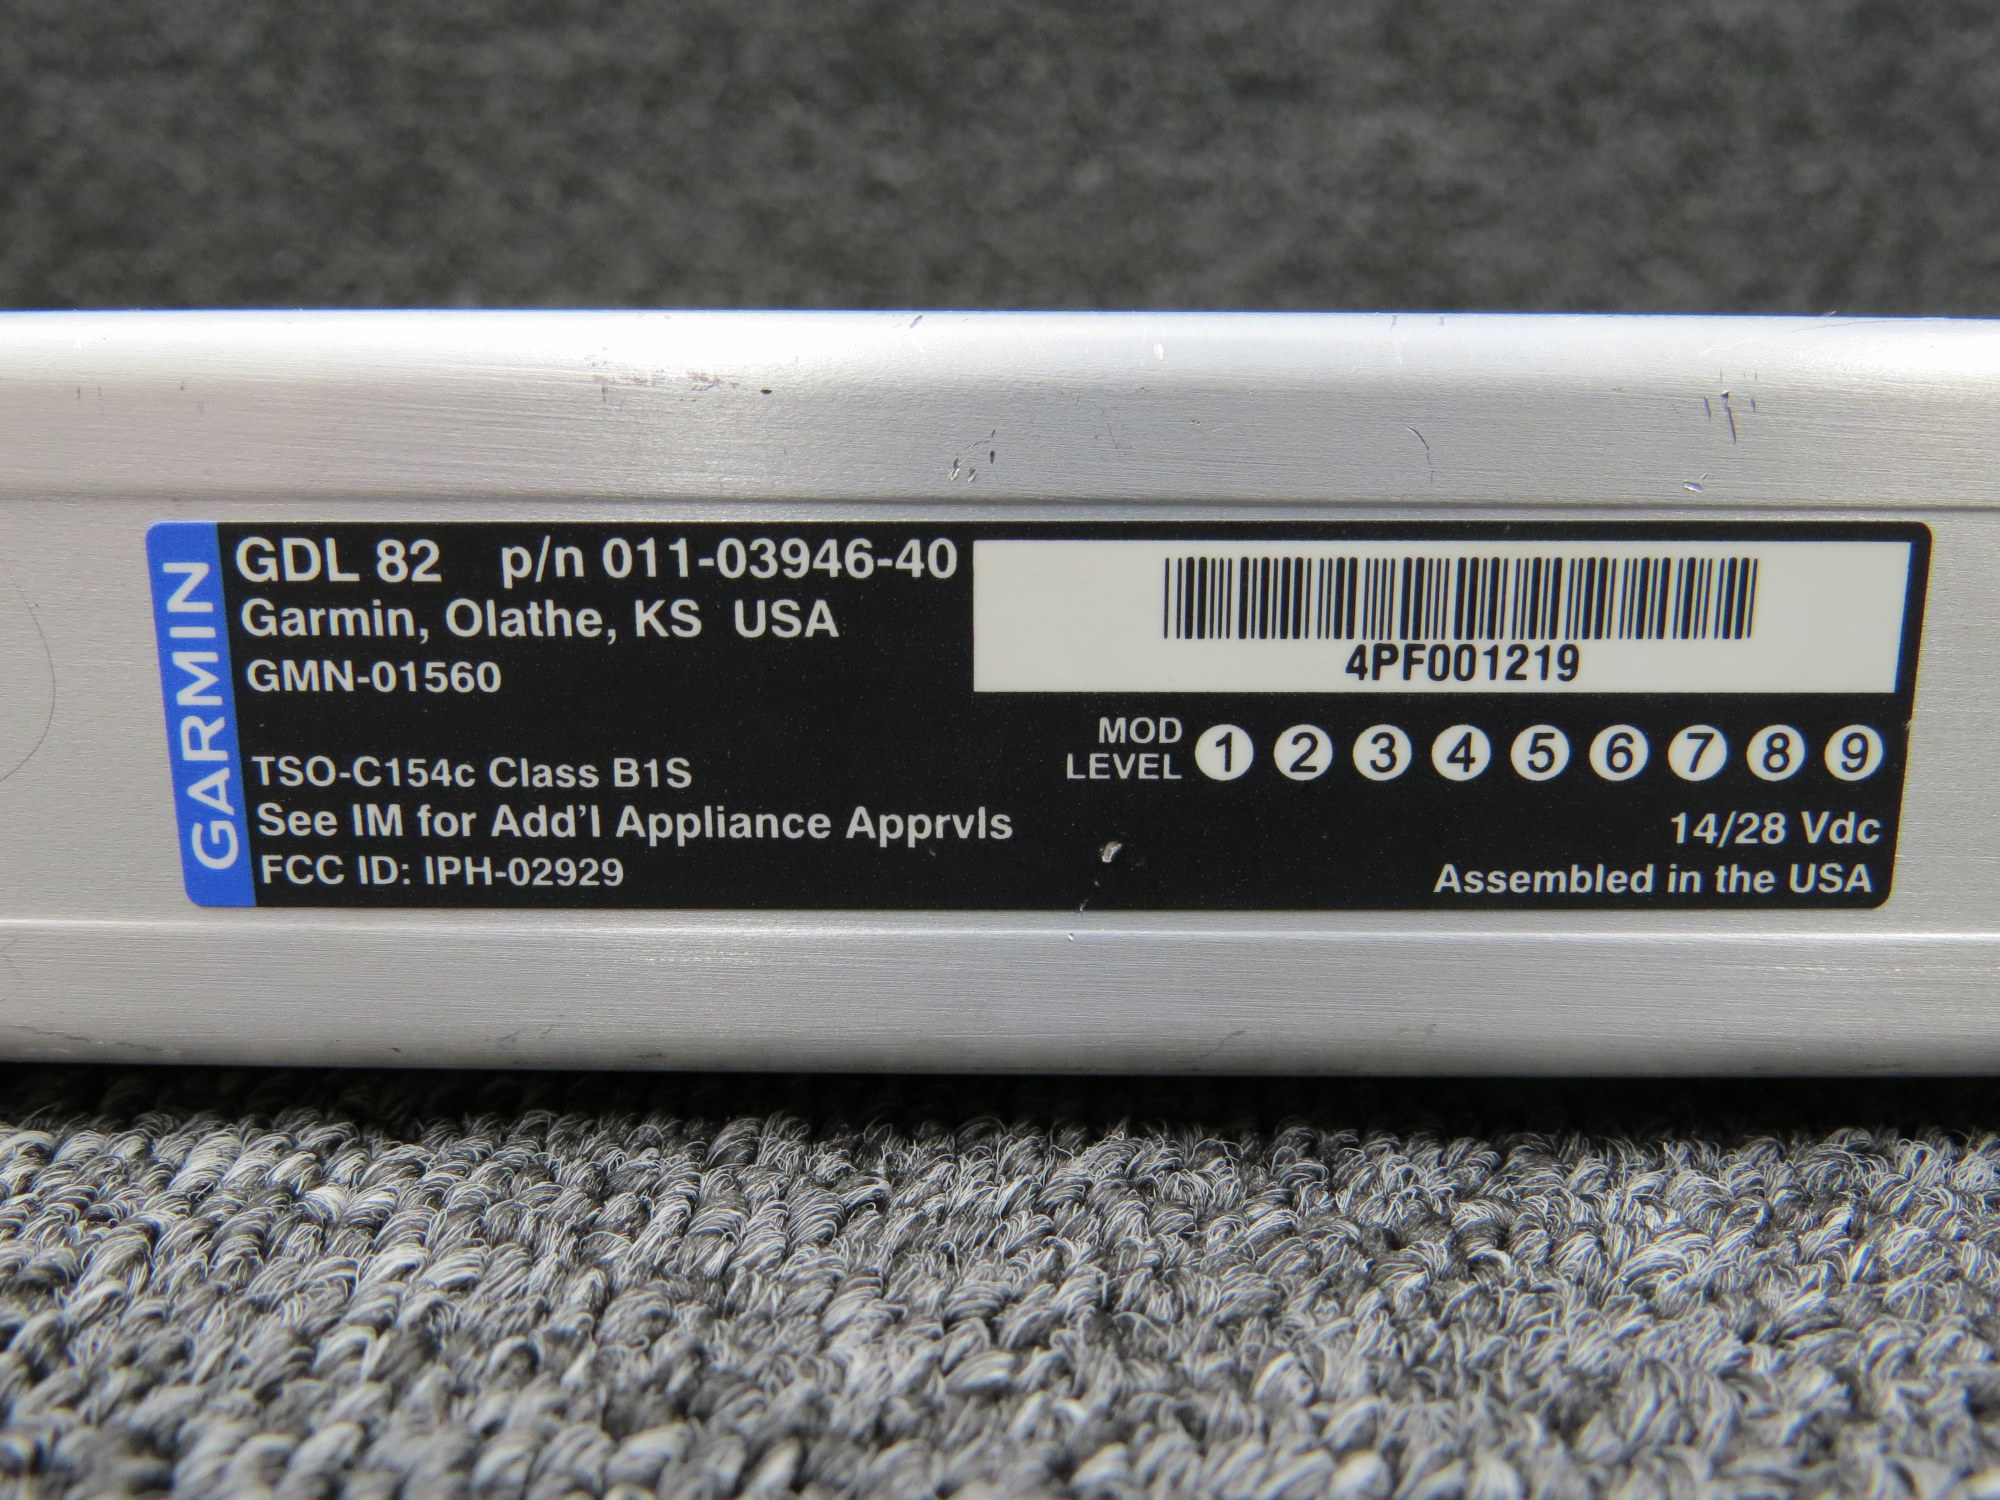 GARMIN
GDL 82 p/n 011-03946-40
Garmin, Olathe, KS USA
GMN-01560
TSO-C154c Class B1S
See IM for Add'l Appliance Apprvls
FCC ID: IPH-02929
4PF001219
MOD
LEVEL 1 2 3 4 5 6 7 8 9
14/28 Vdc
Assembled in the USA